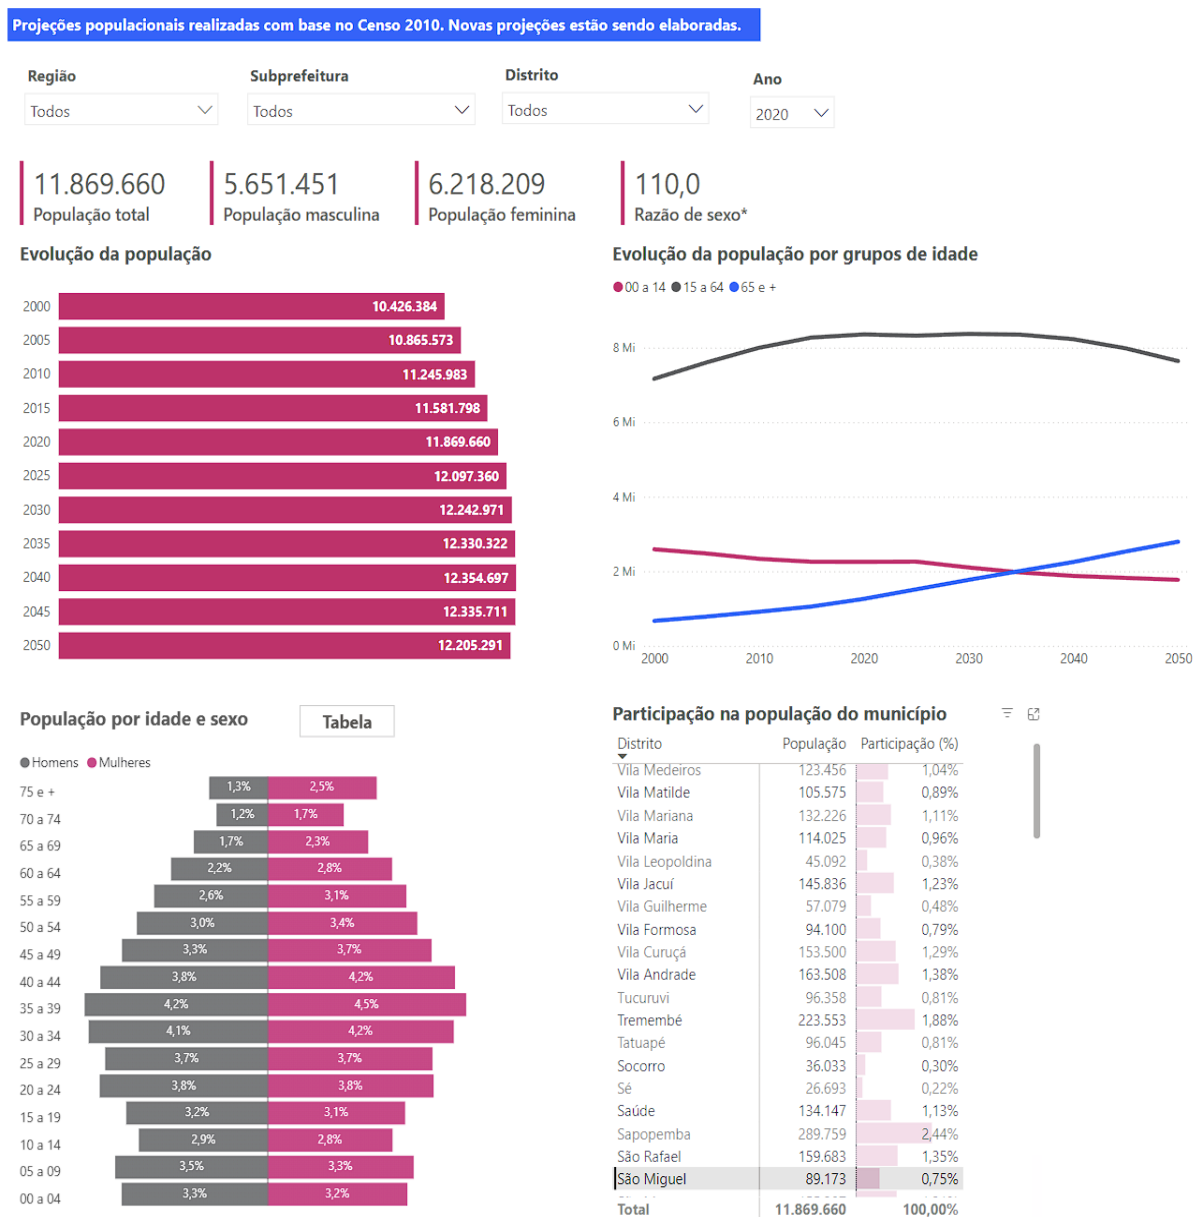 Projeções populacionais realizadas com base no Censo 2010. Novas projeções estão sendo elaboradas.
Região Subprefeitura Distrito Ano
Todos Todos Todos 2020
11.869.660 5.651.451 6.218.209 110,0
População total População masculina População feminina Razão de sexo*
Evolução da população
2000 10.426.384
2005 10.865.573
2010 11.245.983
2015 11.581.798
2020 11.869.660
2025 12.097.360
2030 12.242.971
2035 12.330.322
2040 12.354.697
2045 12.335.711
2050 12.205.291
Evolução da população por grupos de idade
00 a 14 15 a 64 65 e +
8 Mi
6 Mi
4 Mi
2 Mi
0 Mi
2000 2010 2020 2030 2040 2050
População por idade e sexo Tabela
Homens Mulheres
75 e + 1,3% 2,5%
70 a 74 1,2% 1,7%
65 a 69 1,7% 2,3%
60 a 64 2,2% 2,8%
55 a 59 2,6% 3,1%
50 a 54 3,0% 3,4%
45 a 49 3,3% 3,7%
40 a 44 3,8% 4,2%
35 a 39 4,2% 4,5%
30 a 34 4,1% 4,2%
25 a 29 3,7% 3,7%
20 a 24 3,8% 3,8%
15 a 19 3,2% 3,1%
10 a 14 2,9% 2,8%
05 a 09 3,5% 3,3%
00 a 04 3,3% 3,2%
Participação na população do município
Distrito População Participação (%)
Vila Medeiros 123.456 1,04%
Vila Matilde 105.575 0,89%
Vila Mariana 132.226 1,11%
Vila Maria 114.025 0,96%
Vila Leopoldina 45.092 0,38%
Vila Jacuí 145.836 1,23%
Vila Guilherme 57.079 0,48%
Vila Formosa 94.100 0,79%
Vila Curuçá 153.500 1,29%
Vila Andrade 163.508 1,38%
Tucuruvi 96.358 0,81%
Tremembé 223.553 1,88%
Tatuapé 96.045 0,81%
Socorro 36.033 0,30%
Sé 26.693 0,22%
Saúde 134.147 1,13%
Sapopemba 289.759 2,44%
São Rafael 159.683 1,35%
São Miguel 89.173 0,75%
Total 11.869.660 100,00%